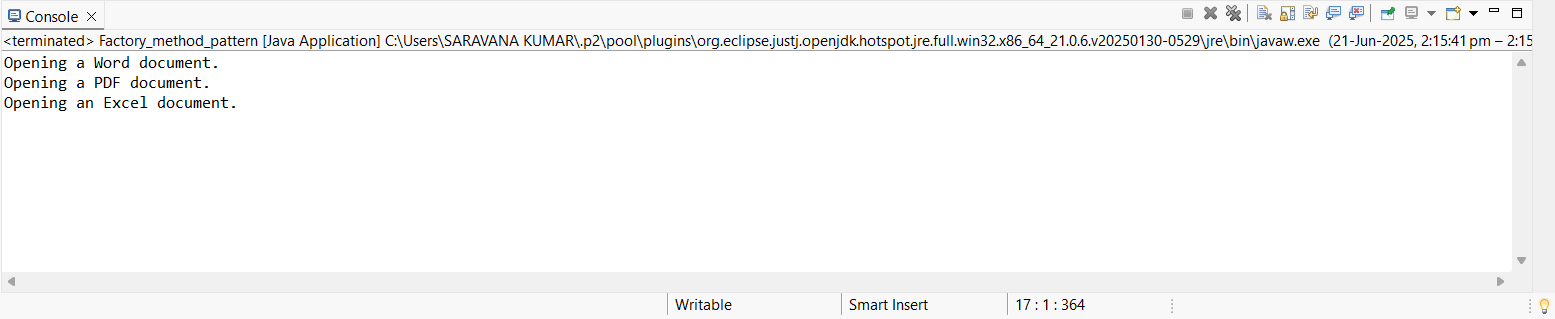 Console
<terminated> Factory_method_pattern [Java Application] C:\Users\SARAVANA KUMAR\.p2\pool\plugins\org.eclipse.justj.openjdk.hotspot.jre.full.win32.x86_64_21.0.6.v20250130-0529\jre\bin\javaw.exe (21-Jun-2025, 2:15:41 pm – 2:15
Opening a Word document.
Opening a PDF document.
Opening an Excel document.
Writable Smart Insert 17 : 1 : 364